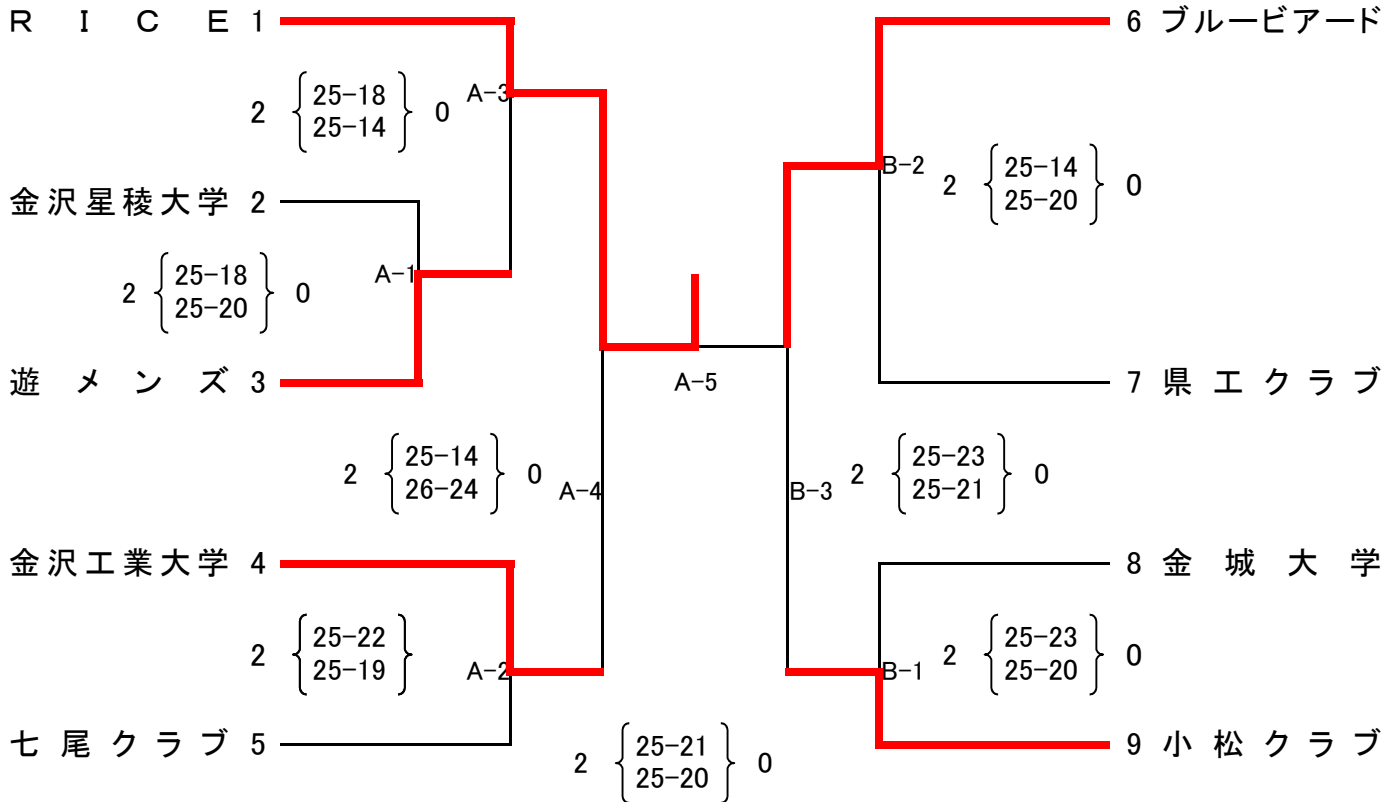 ＲＩＣＥ 1
6 ブルービアード
A-3
2 25-18 0
25-14
B-2
2 25-14 0
25-20
金沢星稜大学 2
A-1
2 25-18 0
25-20
遊メンズ 3
A-5
7 県工クラブ
2 25-14 0
26-24
A-4
B-3
2 25-23 0
25-21
金沢工業大学 4
8 金城大学
2 25-22
25-19
A-2
B-1
2 25-23 0
25-20
七尾クラブ 5
2 25-21 0
25-20
9 小松クラブ